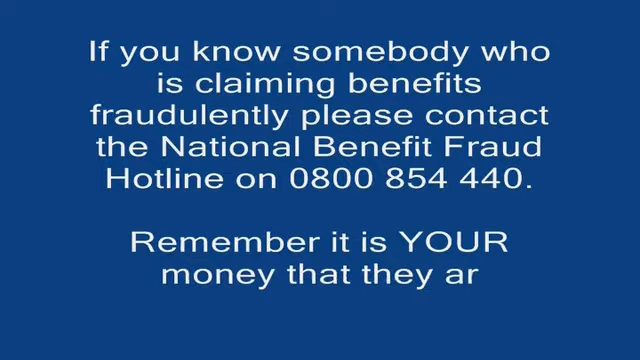 If you know somebody who
is claiming benefits
fraudulently please contact
the National Benefit Fraud
Hotline on 0800 854 440.
Remember it is YOUR
money that they ar